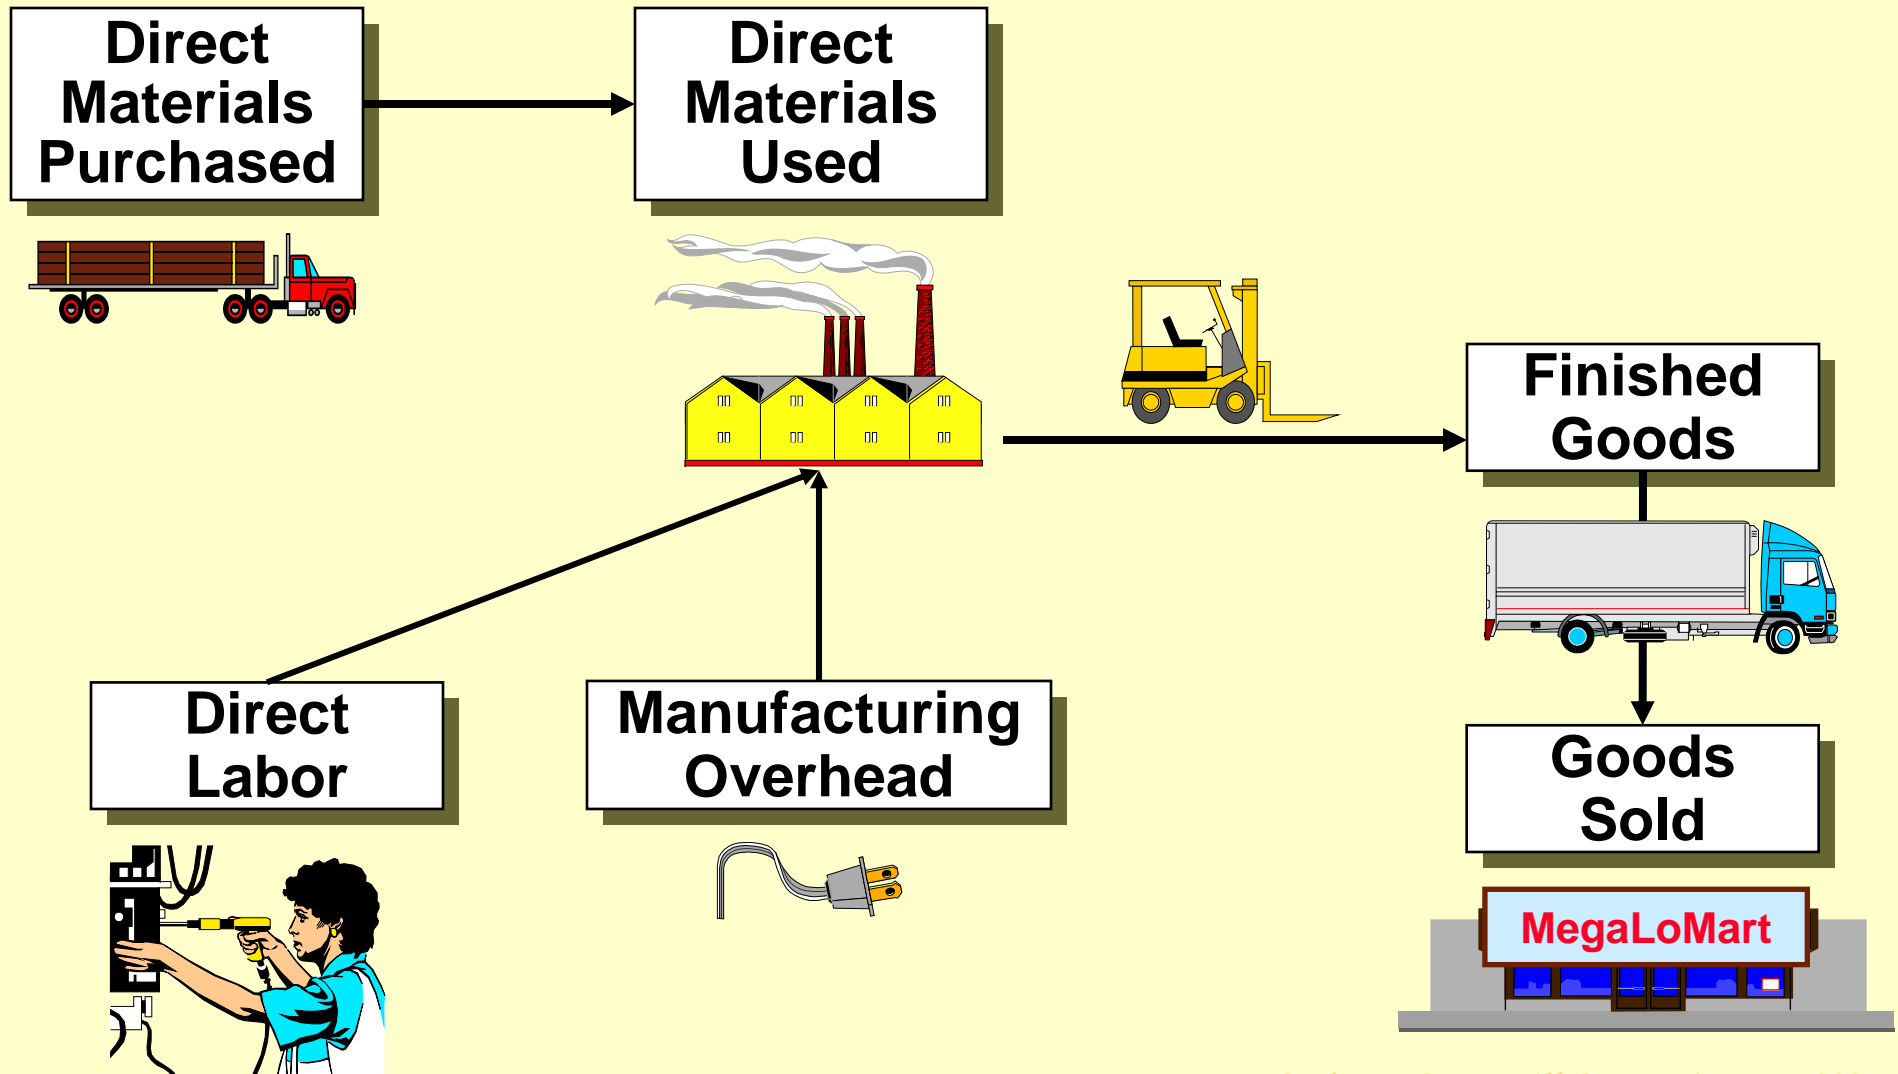 Direct
Materials
Purchased
Direct
Materials
Used
Finished
Goods
Direct
Labor
Manufacturing
Overhead
Goods
Sold
MegaLoMart